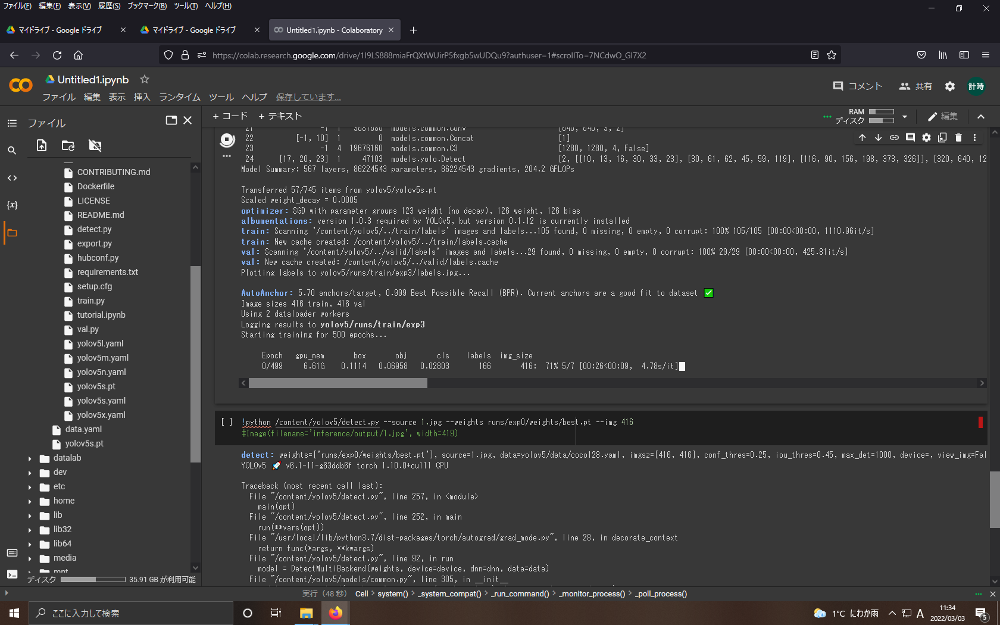 ファイル(F) 編集(E) 表示(V) 履歴(S) ブックマーク(B) ツール(T) ヘルプ(H)
マイドライブ - Google ドライブ マイドライブ - Google ドライブ Untitled1.ipynb - Colaboratory
https://colab.research.google.com/drive/1I9LS888miaFrQXtWUirP5fxgb5wUDQu9?authuser=1#scrollTo=7NCdwO_GI7X2
Untitled1.ipynb
ファイル 編集 表示 挿入 ランタイム ツール ヘルプ 保存しています...
コメント 共有 計時
ファイル
+ コード + テキスト
RAM
ディスク
編集
CONTRIBUTING.md
Dockerfile
LICENSE
README.md
detect.py
export.py
hubconf.py
requirements.txt
setup.cfg
train.py
tutorial.ipynb
val.py
yolov5l.yaml
yolov5m.yaml
yolov5n.yaml
yolov5s.pt
yolov5s.yaml
yolov5x.yaml
data.yaml
yolov5s.pt
datalab
dev
etc
home
lib
lib32
lib64
media
mnt
ディスク 35.91 GB が利用可能
21 -1 1 3687680 models.common.Conv [640, 640, 3, 2]
22 [-1, 10] 1 0 models.common.Concat [1]
23 -1 4 19676160 models.common.C3 [1280, 1280, 4, False]
24 [17, 20, 23] 1 47103 models.yolo.Detect [2, [[10, 13, 16, 30, 33, 23], [30, 61, 62, 45, 59, 119], [116, 90, 156, 198, 373, 326]], [320, 640, 12
Model Summary: 567 layers, 86224543 parameters, 86224543 gradients, 204.2 GFLOPs
Transferred 57/745 items from yolov5/yolov5s.pt
Scaled weight_decay = 0.0005
optimizer: SGD with parameter groups 123 weight (no decay), 126 weight, 126 bias
albumentations: version 1.0.3 required by YOLOv5, but version 0.1.12 is currently installed
train: Scanning '/content/yolov5/../train/labels' images and labels...105 found, 0 missing, 0 empty, 0 corrupt: 100% 105/105 [00:00<00:00, 1110.96it/s]
train: New cache created: /content/yolov5/../train/labels.cache
val: Scanning '/content/yolov5/../valid/labels' images and labels...29 found, 0 missing, 0 empty, 0 corrupt: 100% 29/29 [00:00<00:00, 425.81it/s]
val: New cache created: /content/yolov5/../valid/labels.cache
Plotting labels to yolov5/runs/train/exp3/labels.jpg...
AutoAnchor: 5.70 anchors/target, 0.999 Best Possible Recall (BPR). Current anchors are a good fit to dataset ✅
Image sizes 416 train, 416 val
Using 2 dataloader workers
Logging results to yolov5/runs/train/exp3
Starting training for 500 epochs...
Epoch gpu_mem box obj cls labels img_size
0/499 6.61G 0.1114 0.06958 0.02803 166 416: 71% 5/7 [00:26<00:09, 4.78s/it]
[ ] !python /content/yolov5/detect.py --source 1.jpg --weights runs/exp0/weights/best.pt --img 416
#Image(filename='inference/output/1.jpg', width=419)
detect: weights=['runs/exp0/weights/best.pt'], source=1.jpg, data=yolov5/data/coco128.yaml, imgsz=[416, 416], conf_thres=0.25, iou_thres=0.45, max_det=1000, device=, view_img=Fal
YOLOv5 🚀 v6.1-11-g63ddb6f torch 1.10.0+cu111 CPU
Traceback (most recent call last):
File "/content/yolov5/detect.py", line 257, in <module>
main(opt)
File "/content/yolov5/detect.py", line 252, in main
run(**vars(opt))
File "/usr/local/lib/python3.7/dist-packages/torch/autograd/grad_mode.py", line 28, in decorate_context
return func(*args, **kwargs)
File "/content/yolov5/detect.py", line 92, in run
model = DetectMultiBackend(weights, device=device, dnn=dnn, data=data)
File "/content/yolov5/models/common.py", line 305, in __init__
実行 (48 秒) Cell > system() > _system_compat() > _run_command() > _monitor_process() > _poll_process()
ここに入力して検索
1°C にわか雨
A
11:34
2022/03/03
5